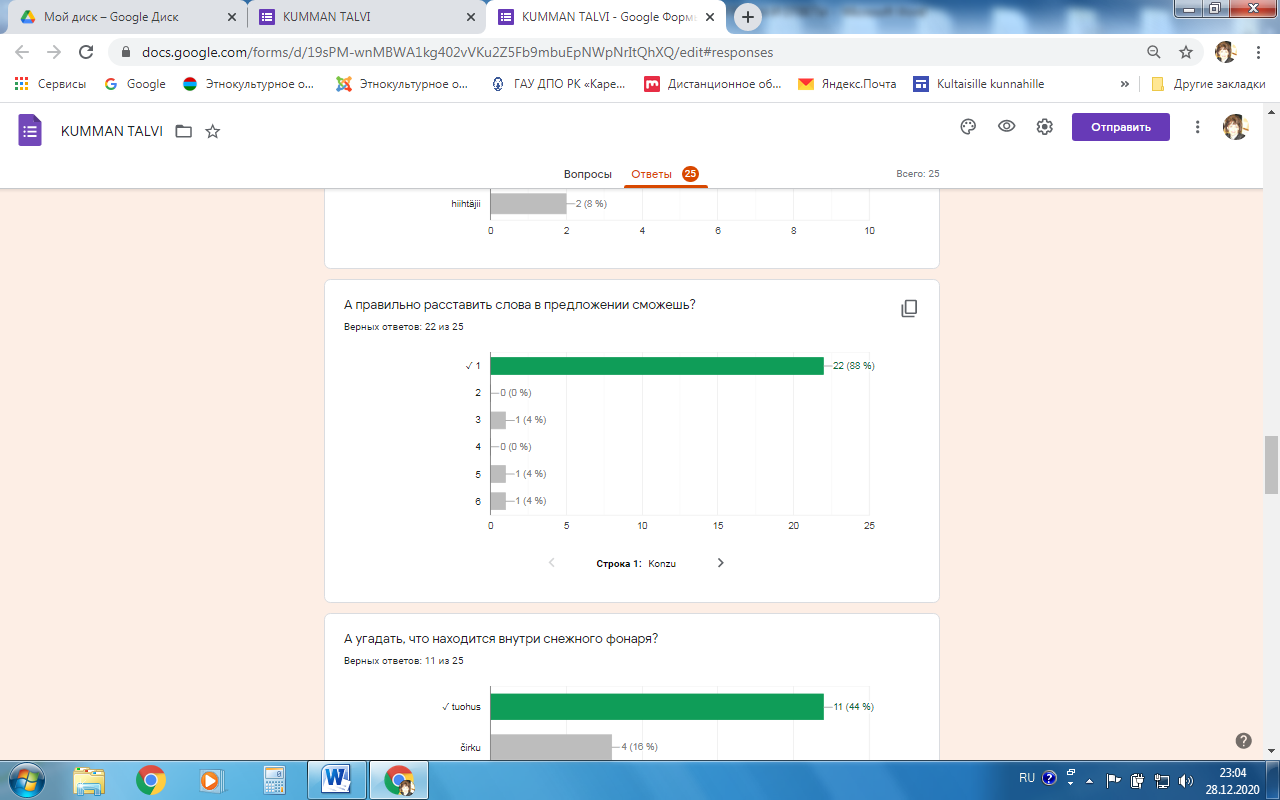 Мой диск – Google Диск
KUMMAN TALVI
KUMMAN TALVI - Google Форм
docs.google.com/forms/d/19sPM-wnMBWA1kg402vVKu2Z5Fb9mbuEpNWpNrItQhXQ/edit#responses
Сервисы
Google
Этнокультурное о...
Этнокультурное о...
ГАУ ДПО РК «Каре...
Дистанционное об...
Яндекс.Почта
Kultaisille kunnahille
»
Другие закладки
KUMMAN TALVI
Отправить
Вопросы
Ответы 25
Всего: 25
hiihtäjii
2 (8 %)
0 2 4 6 8 10
А правильно расставить слова в предложении сможешь?
Верных ответов: 22 из 25
✓ 1 22 (88 %)
2 0 (0 %)
3 1 (4 %)
4 0 (0 %)
5 1 (4 %)
6 1 (4 %)
0 5 10 15 20 25
Строка 1: Konzu
А угадать, что находится внутри снежного фонаря?
Верных ответов: 11 из 25
✓ tuohus 11 (44 %)
čirku 4 (16 %)
RU
23:04
28.12.2020